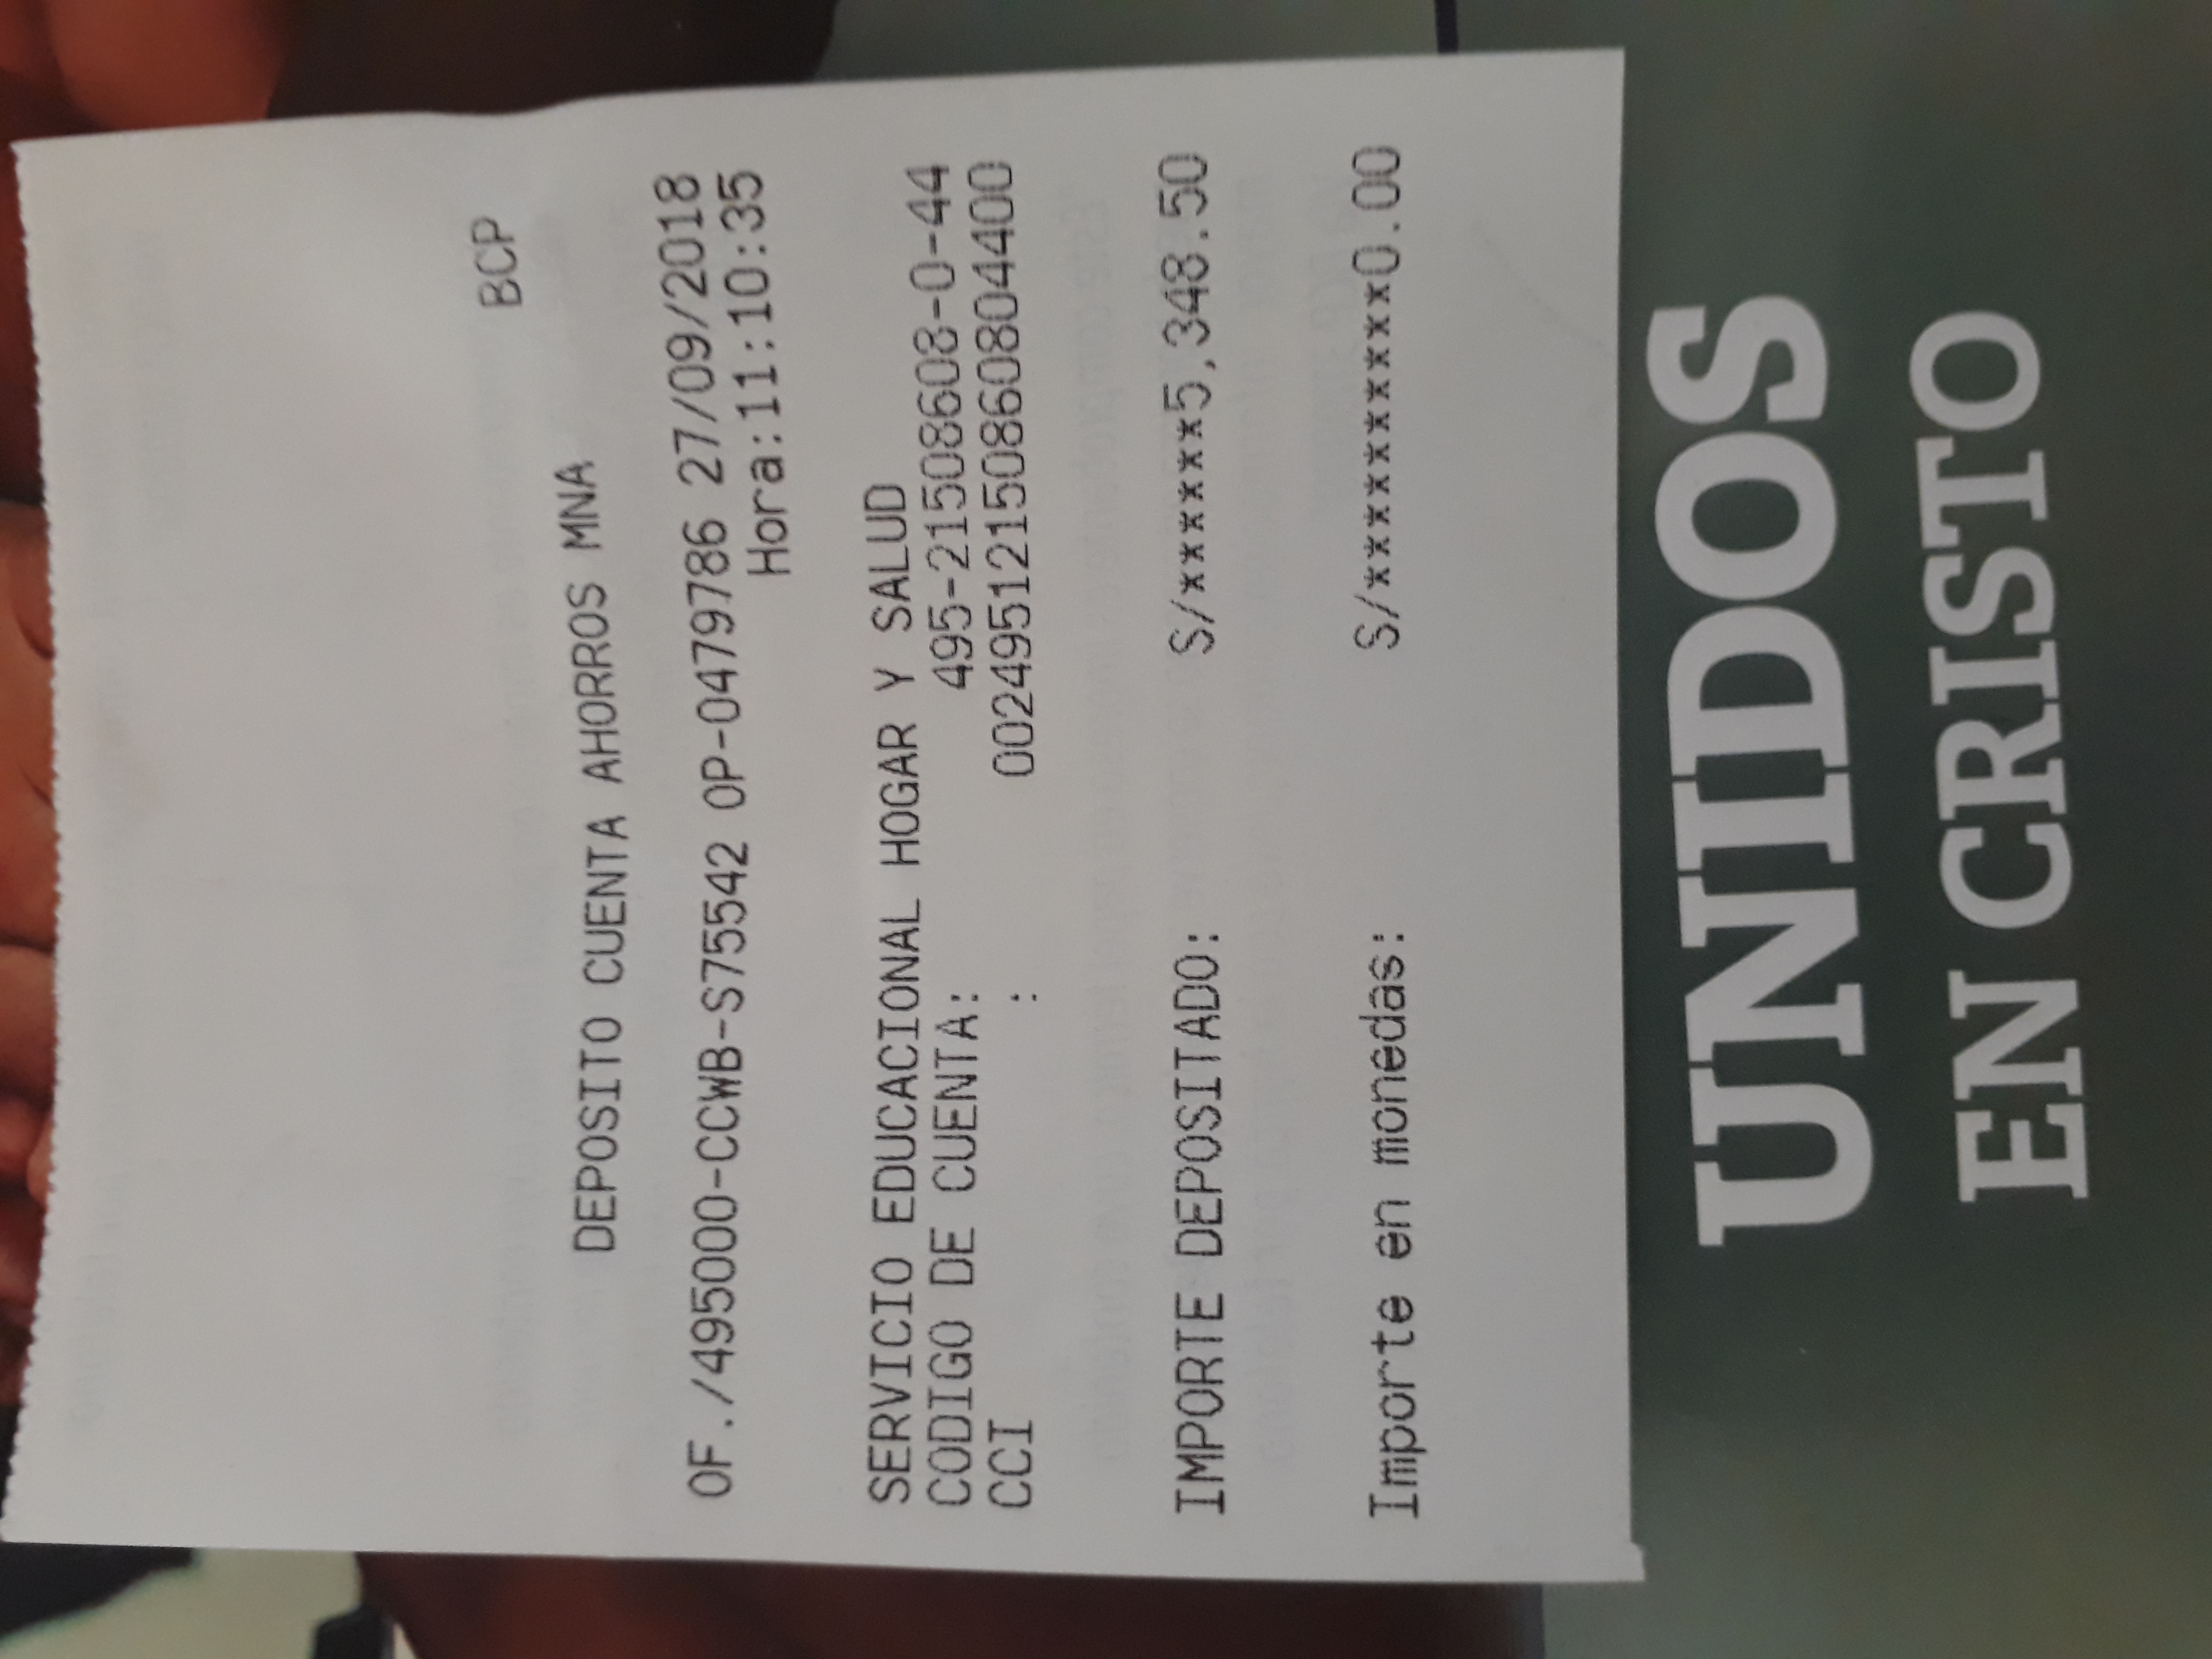 BCP
DEPOSITO CUENTA AHORROS MNA
OF./495000-CCWB-S75542 OP-0479786 27/09/2018
Hora:11:10:35
SERVICIO EDUCACIONAL HOGAR Y SALUD
CODIGO DE CUENTA: 495-21508608-0-44
CCI : 00249512150860804400
IMPORTE DEPOSITADO: S/******5,348.50
Importe en monedas: S/**********0.00
UNIDOS
EN CRISTO